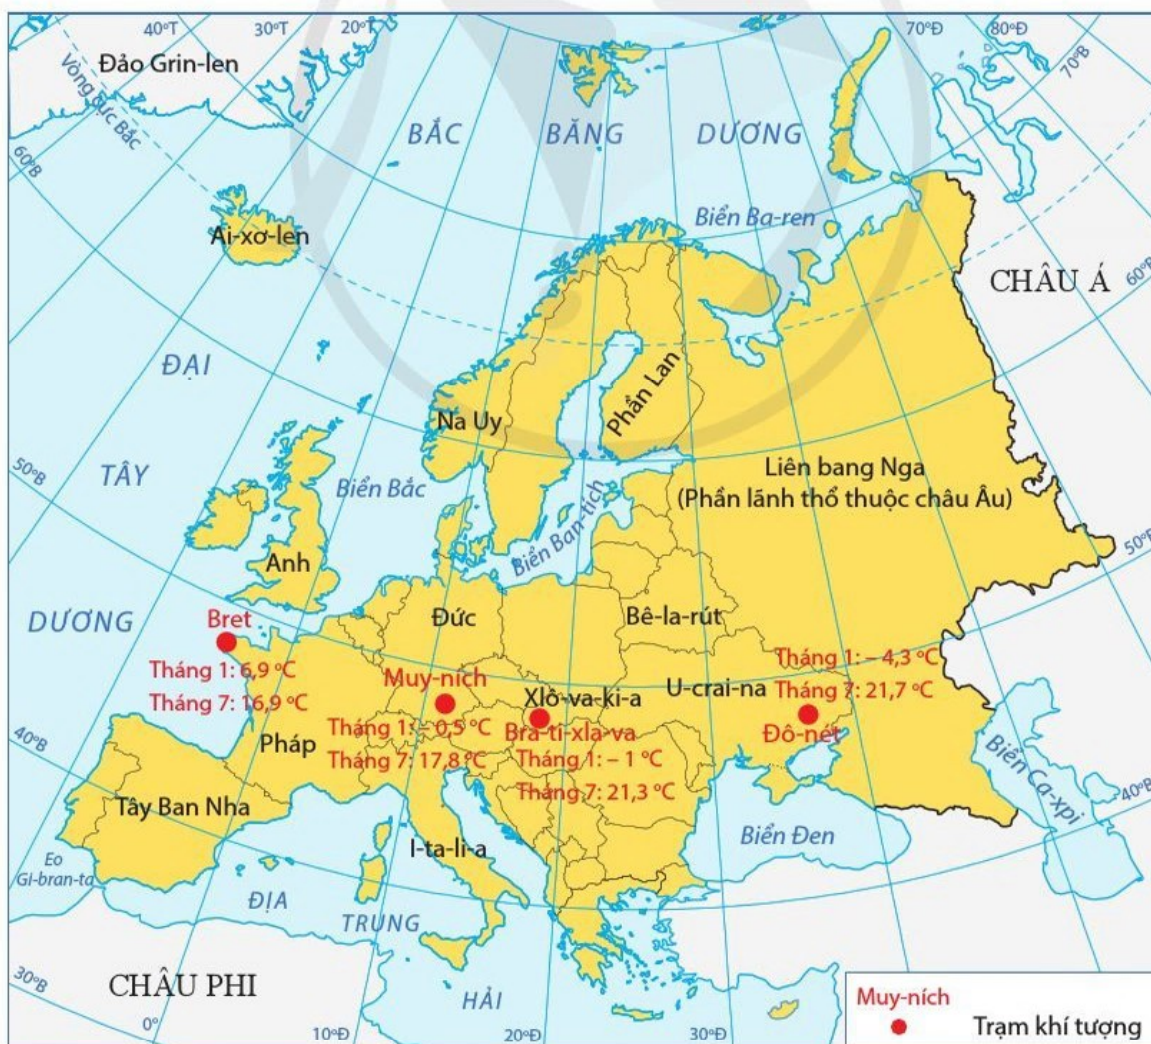 40°T
30°T
20°T
70°Đ
80°Đ
70°B
Đảo Grin-len
Vòng cực Bắc
60°B
BẮC BĂNG DƯƠNG
Biển Ba-ren
Ai-xơ-len
CHÂU Á
60°B
ĐẠI
Phần Lan
Na Uy
50°B
TÂY
Biển Bắc
Liên bang Nga
(Phần lãnh thổ thuộc châu Âu)
Biển Ban-tích
50°B
Anh
DƯƠNG
Bret
Tháng 1: 6,9 °C
Tháng 7: 16,9 °C
Đức
Bê-la-rút
Muy-ních
Tháng 1: – 0,5 °C
Tháng 7: 17,8 °C
Xlô-va-ki-a
Bra-ti-xla-va
Tháng 1: – 1 °C
Tháng 7: 21,3 °C
U-crai-na
Tháng 1: – 4,3 °C
Tháng 7: 21,7 °C
Đô-nét
40°B
Pháp
Biển Ca-xpi
40°B
Tây Ban Nha
I-ta-li-a
Biển Đen
Eo
Gi-bran-ta
ĐỊA
TRUNG
HẢI
CHÂU PHI
30°B
0°
10°Đ
20°Đ
30°Đ
Muy-ních
Trạm khí tượng